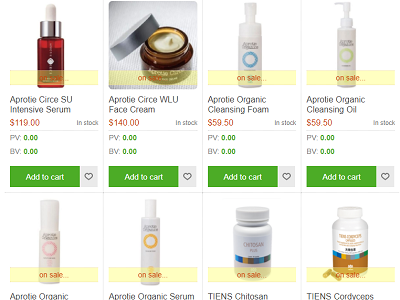 on sale... on sale... on sale... on sale...
Aprotie Circe SU Aprotie Circe WLU Aprotie Organic Aprotie Organic
Intensive Serum Face Cream Cleansing Foam Cleansing Oil
$119.00 In stock $140.00 In stock $59.50 In stock $59.50 In stock
PV: 0.00 PV: 0.00 PV: 0.00 PV: 0.00
BV: 0.00 BV: 0.00 BV: 0.00 BV: 0.00
Add to cart Add to cart Add to cart Add to cart
CHITOSAN
on sale... on sale... on sale... on sale...
Aprotie Organic Aprotie Organic Serum TIENS Chitosan TIENS Cordyceps